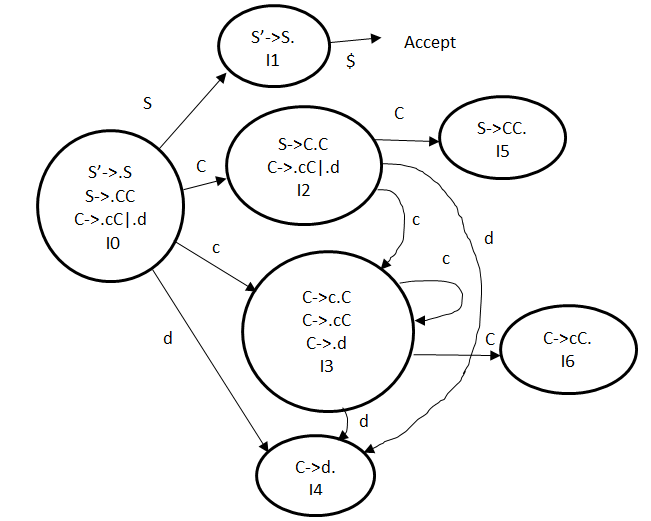 S’->S.
I1
$
Accept
S
S’->.S
S->.CC
C->.cC|.d
I0
C
S->C.C
C->.cC|.d
I2
C
S->CC.
I5
c
c
d
c
C->c.C
C->.cC
C->.d
I3
C
C->cC.
I6
d
d
C->d.
I4